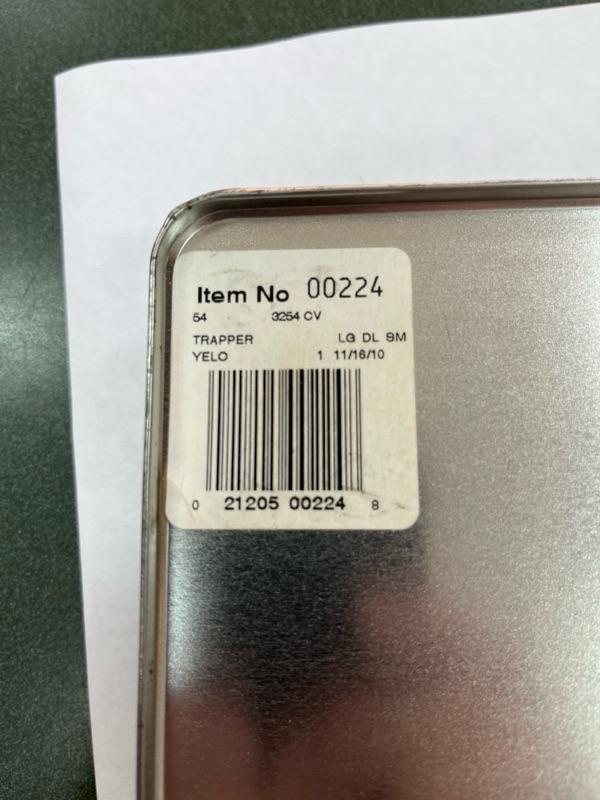 Item No 00224
54 3254 CV
TRAPPER LG DL SM
YELO 1 11/16/10
0 21205 00224 8